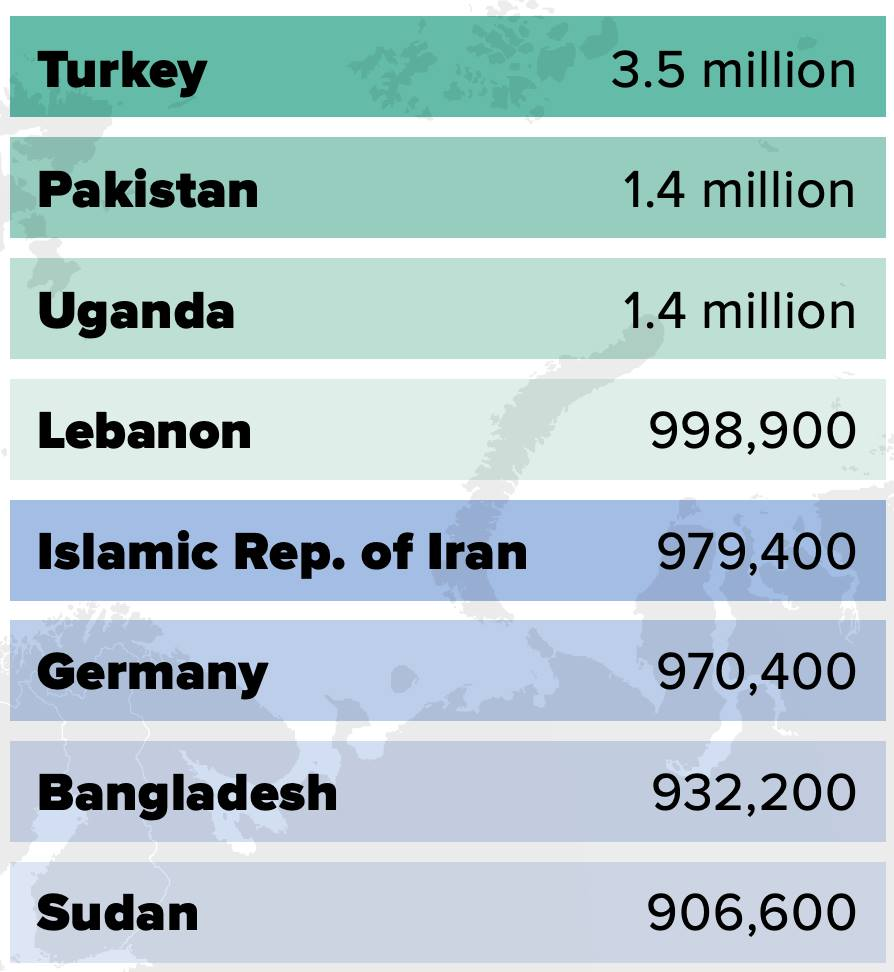 Turkey 3.5 million
Pakistan 1.4 million
Uganda 1.4 million
Lebanon 998,900
Islamic Rep. of Iran 979,400
Germany 970,400
Bangladesh 932,200
Sudan 906,600